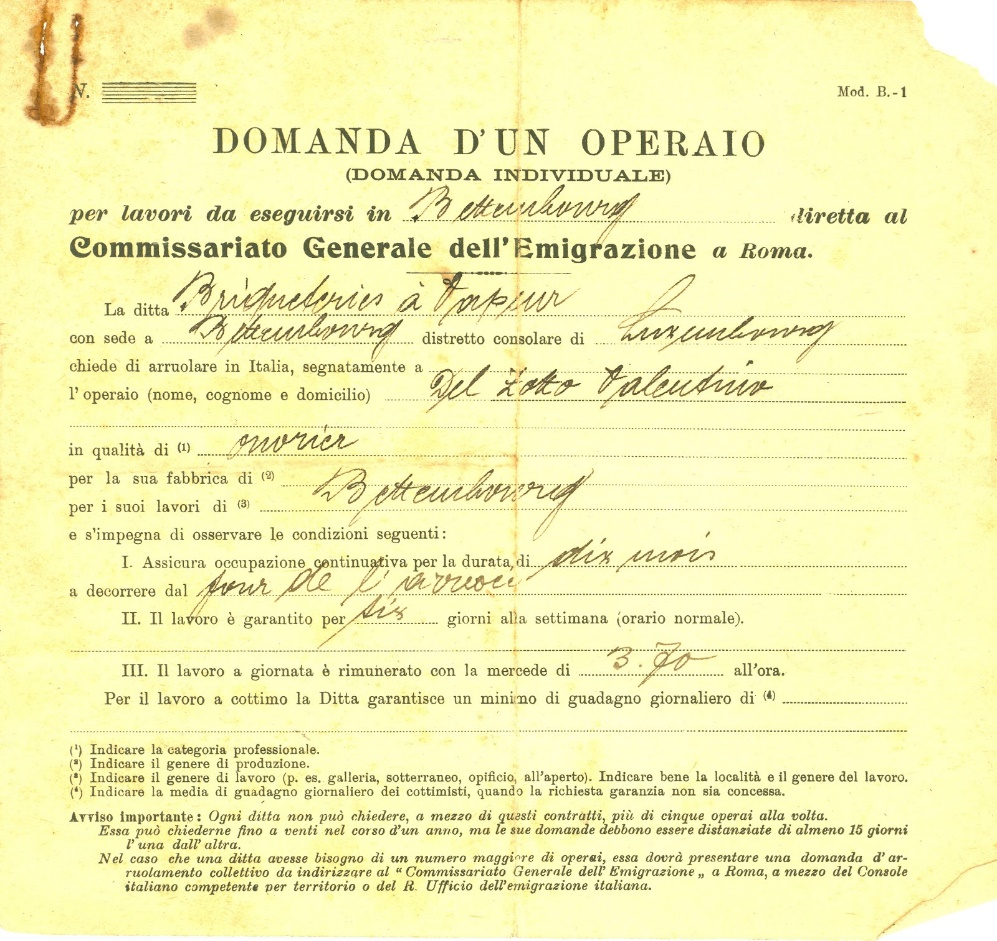 N.
Mod. B.-1
DOMANDA D'UN OPERAIO
(DOMANDA INDIVIDUALE)
per lavori da eseguirsi in Bettembourg diretta al
Commissariato Generale dell'Emigrazione a Roma.
La ditta Briqueteries à Vapeur
con sede a Bettembourg distretto consolare di Luxembourg
chiede di arruolare in Italia, segnatamente a
l'operaio (nome, cognome e domicilio) Del Zotto Valentino
in qualità di (1)
per la sua fabbrica di (2) Bettembourg
per i suoi lavori di (3)
e s'impegna di osservare le condizioni seguenti:
I. Assicura occupazione continuativa per la durata di dix mois
a decorrere dal jour de l'
II. Il lavoro è garantito per six giorni alla settimana (orario normale).
III. Il lavoro a giornata è rimunerato con la mercede di 3.70 all'ora.
Per il lavoro a cottimo la Ditta garantisce un minimo di guadagno giornaliero di (4)
(1) Indicare la categoria professionale.
(2) Indicare il genere di produzione.
(3) Indicare il genere di lavoro (p. es. galleria, sotterraneo, opificio, all'aperto). Indicare bene la località e il genere del lavoro.
(4) Indicare la media di guadagno giornaliero dei cottimisti, quando la richiesta garanzia non sia concessa.
Avviso importante: Ogni ditta non può chiedere, a mezzo di questi contratti, più di cinque operai alla volta.
Essa può chiederne fino a venti nel corso d'un anno, ma le sue domande debbono essere distanziate di almeno 15 giorni
l'una dall'altra.
Nel caso che una ditta avesse bisogno di un numero maggiore di operai, essa dovrà presentare una domanda d'ar-
ruolamento collettivo da indirizzare al "Commissariato Generale dell'Emigrazione„ a Roma, a mezzo del Console
italiano competente per territorio o del R. Ufficio dell'emigrazione italiana.